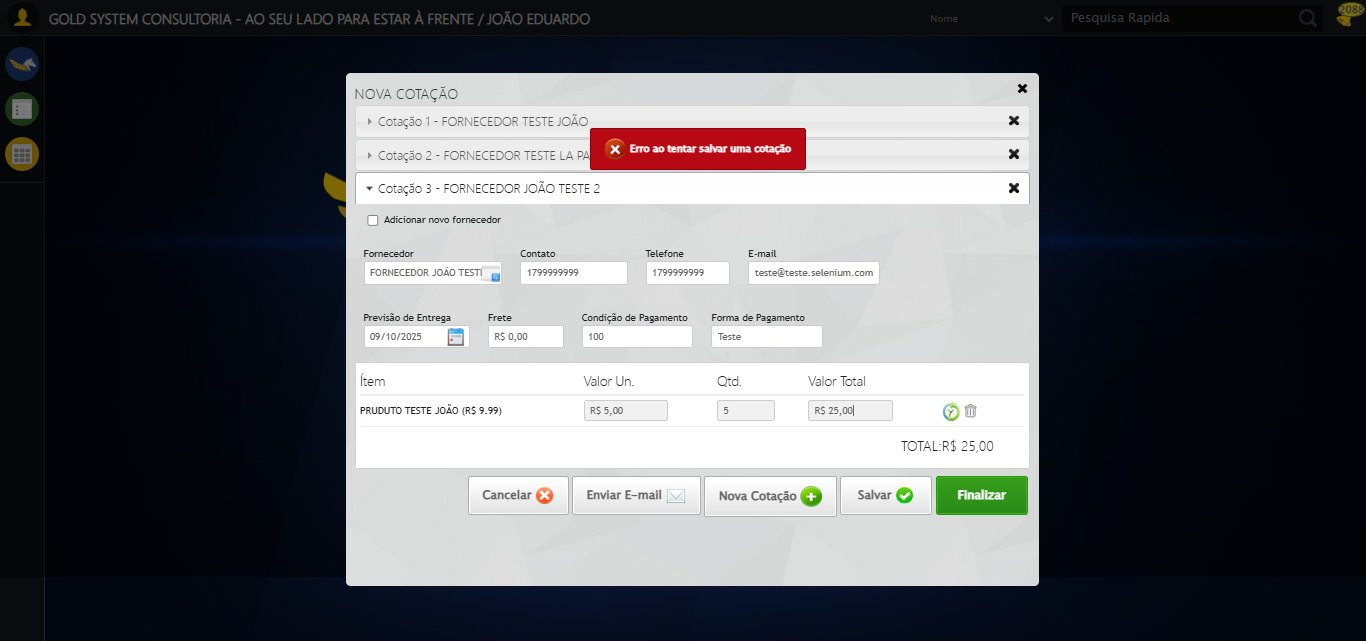 GOLD SYSTEM CONSULTORIA - AO SEU LADO PARA ESTAR À FRENTE / JOÃO EDUARDO
Nome
Pesquisa Rapida
2088
NOVA COTAÇÃO
Cotação 1 - FORNECEDOR TESTE JOÃO
Cotação 2 - FORNECEDOR TESTE LA PA
Erro ao tentar salvar uma cotação
Cotação 3 - FORNECEDOR JOÃO TESTE 2
Adicionar novo fornecedor
Fornecedor Contato Telefone E-mail
FORNECEDOR JOÃO TEST 1799999999 1799999999 teste@teste.selenium.com
Previsão de Entrega Frete Condição de Pagamento Forma de Pagamento
09/10/2025 R$ 0,00 100 Teste
Ítem Valor Un. Qtd. Valor Total
PRUDUTO TESTE JOÃO (R$ 9.99) R$ 5,00 5 R$ 25,00
TOTAL:R$ 25,00
Cancelar Enviar E-mail Nova Cotação Salvar Finalizar